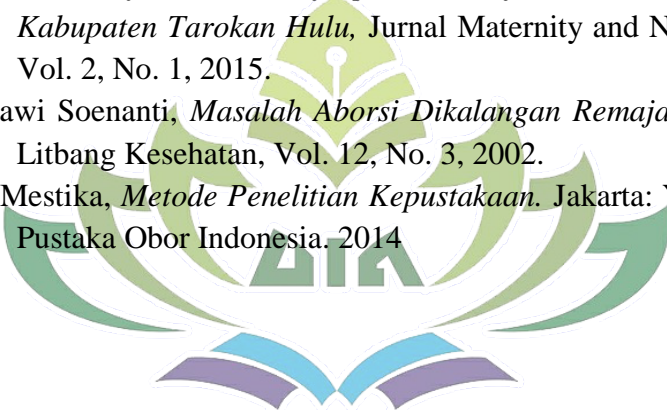 Kabupaten Tarokan Hulu, Jurnal Maternity and N
Vol. 2, No. 1, 2015.
awi Soenanti, Masalah Aborsi Dikalangan Remaja
Litbang Kesehatan, Vol. 12, No. 3, 2002.
Mestika, Metode Penelitian Kepustakaan. Jakarta: Y
Pustaka Obor Indonesia. 2014